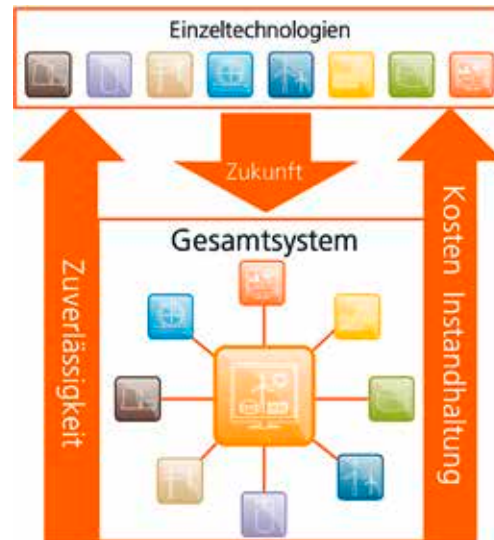 Einzeltechnologien
Zukunft
Gesamtsystem
Zuverlässigkeit
Kosten Instandhaltung